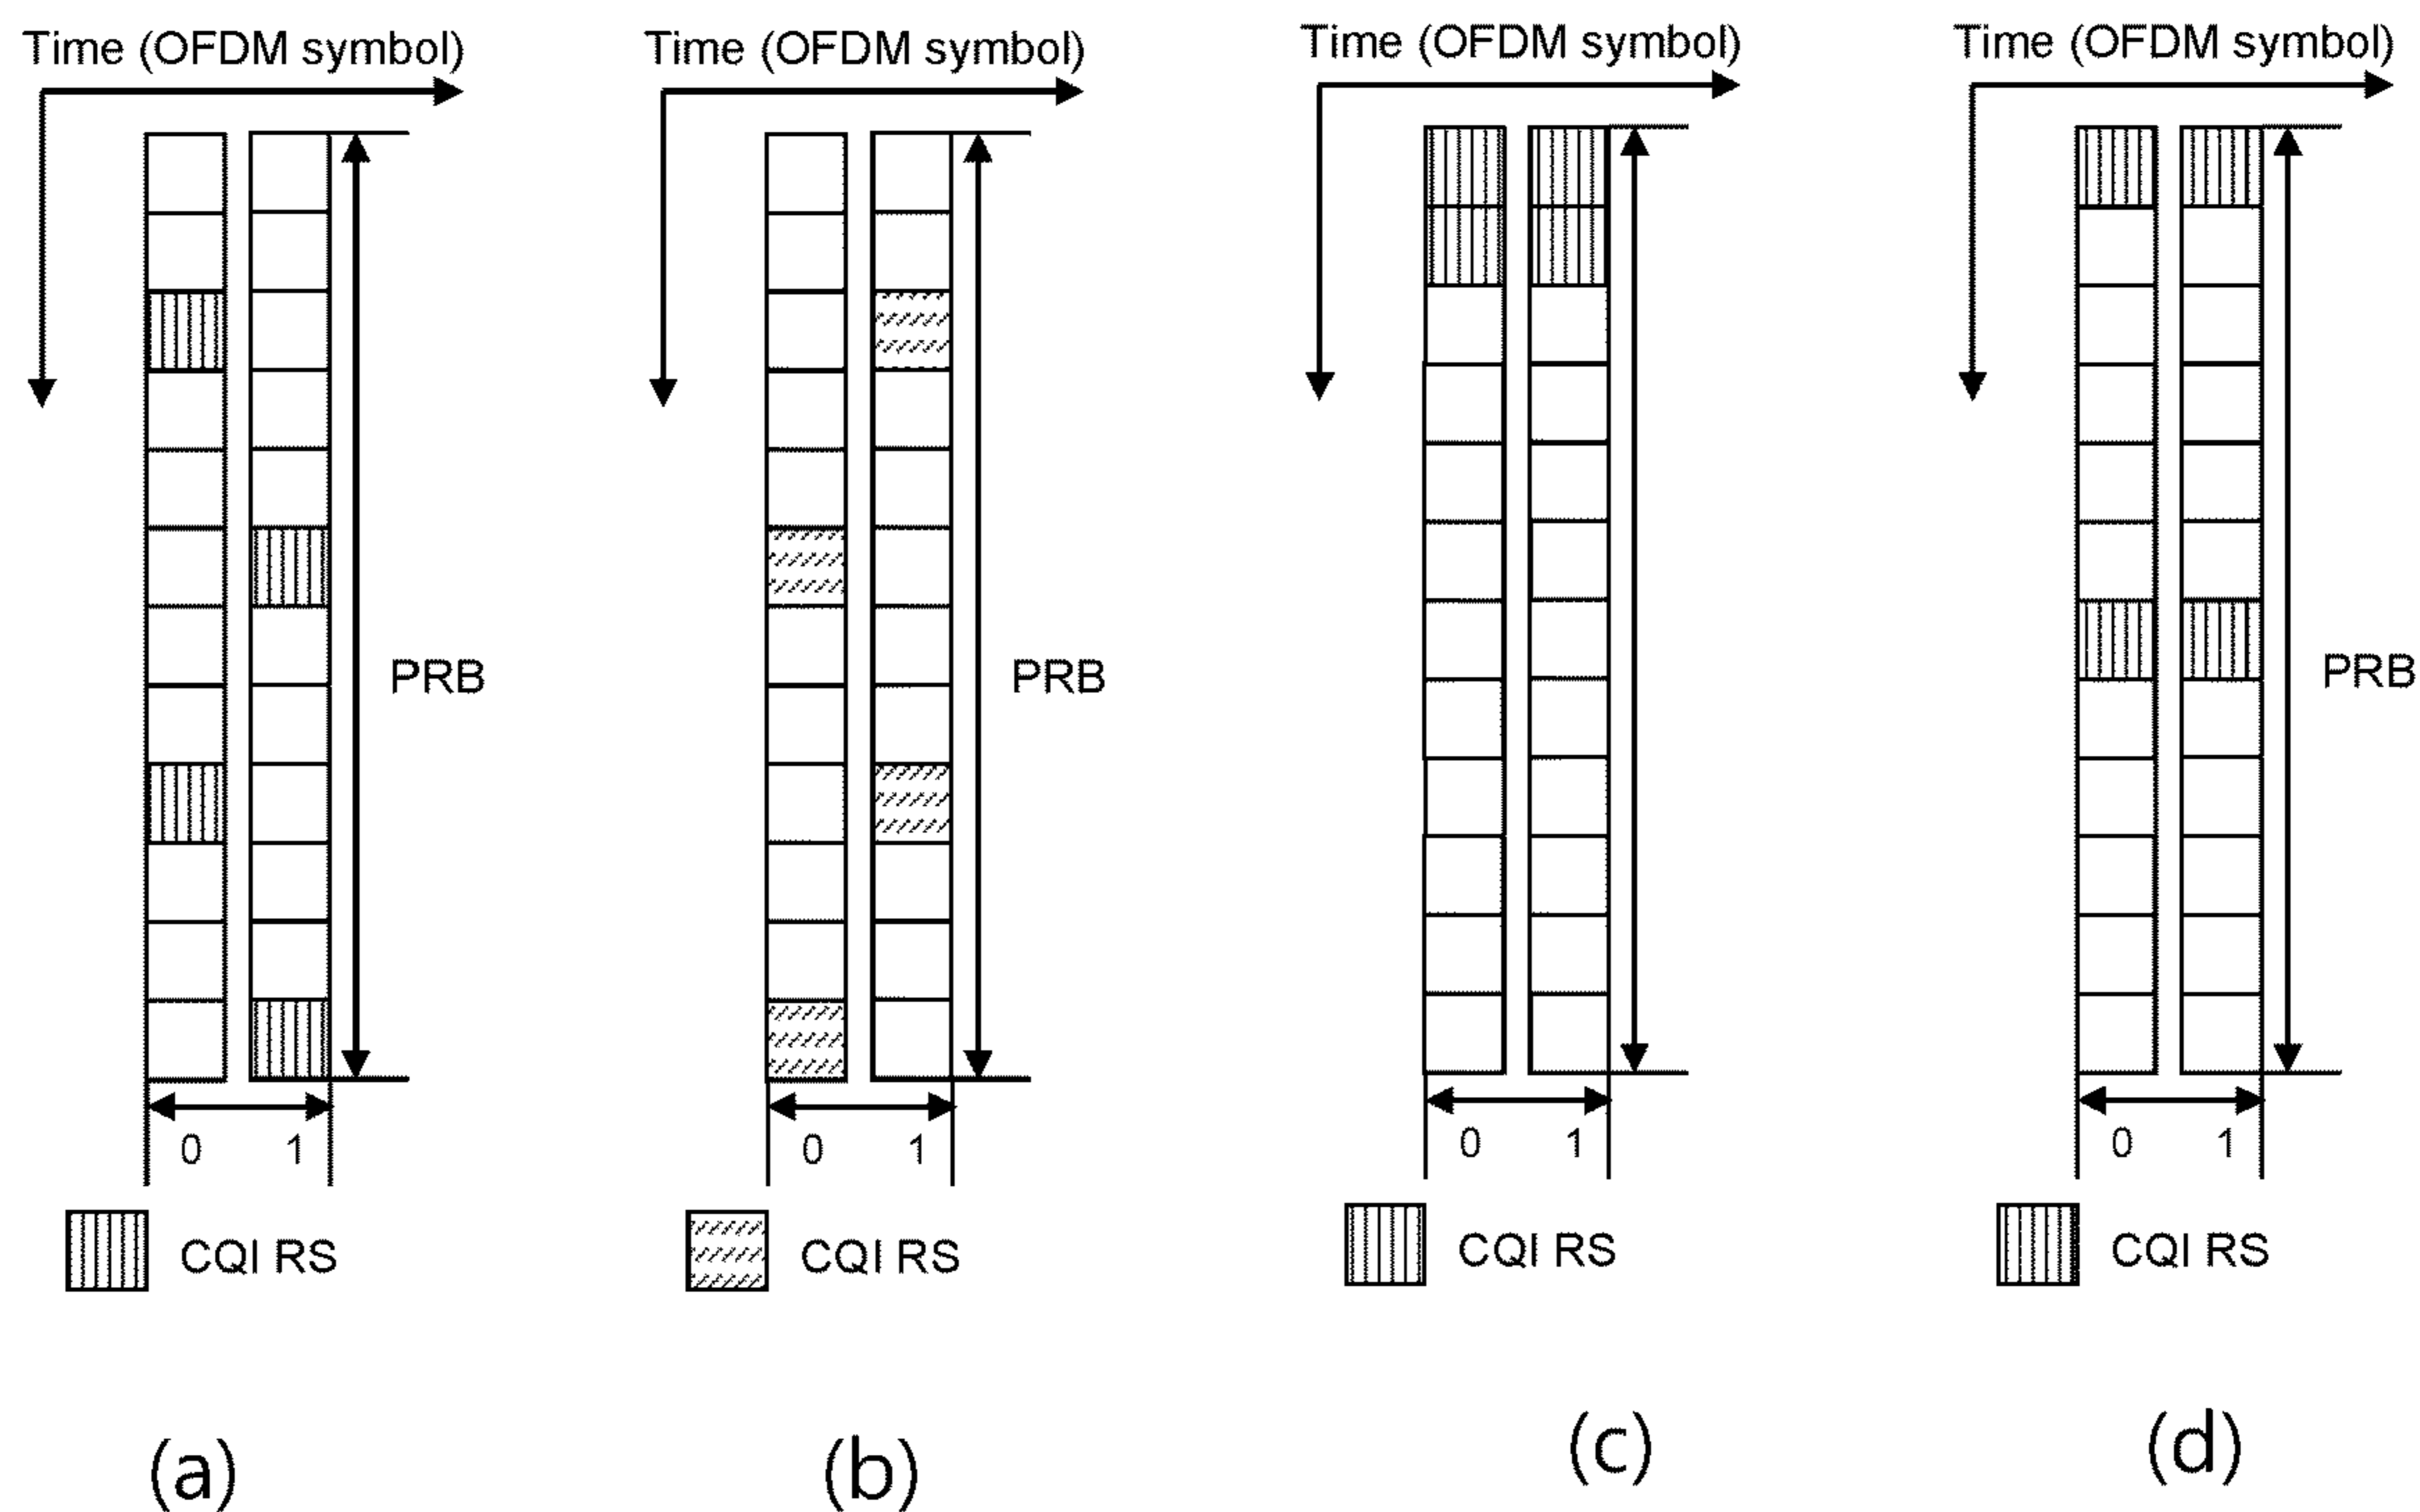 Time (OFDM symbol)
PRB
0 1
CQI RS
(a)
Time (OFDM symbol)
PRB
0 1
CQI RS
(b)
Time (OFDM symbol)
0 1
CQI RS
(c)
Time (OFDM symbol)
PRB
0 1
CQI RS
(d)